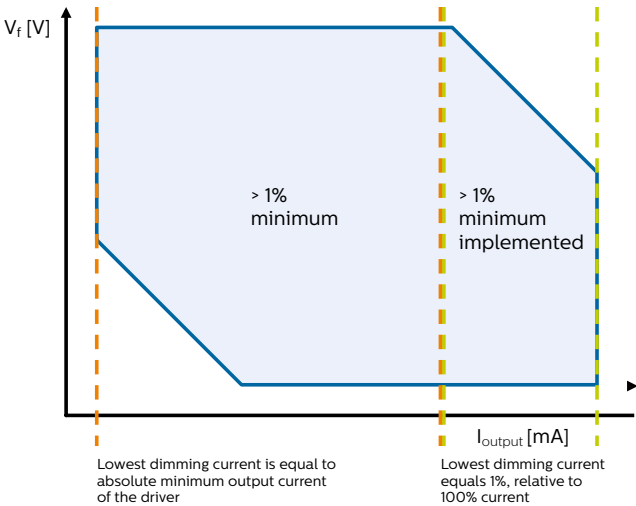 Vf [V]
> 1%
minimum
> 1%
minimum
implemented
Ioutput [mA]
Lowest dimming current is equal to
absolute minimum output current
of the driver
Lowest dimming current
equals 1%, relative to
100% current